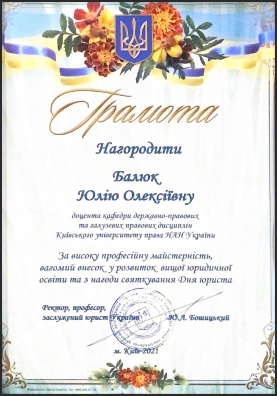 Грамота
Нагородити
Балюк
Юлію Олексіївну
доцента кафедри державно-правових
та галузевих правових дисциплін
Київського університету права НАН України
За високу професійну майстерність,
вагомий внесок у розвиток вищої юридичної
освіти та з нагоди святкування Дня юриста
Ректор, професор,
заслужений юрист України
Ю.Л. Бошицький
м. Київ 2021